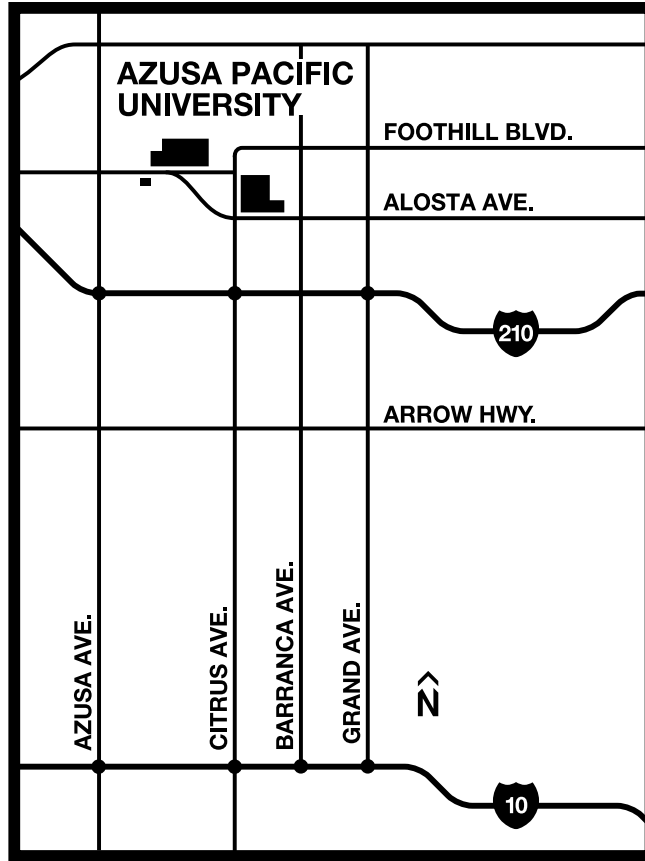 AZUSA PACIFIC
UNIVERSITY
FOOTHILL BLVD.
ALOSTA AVE.
210
ARROW HWY.
AZUSA AVE.
CITRUS AVE.
BARRANCA AVE.
GRAND AVE.
N
10